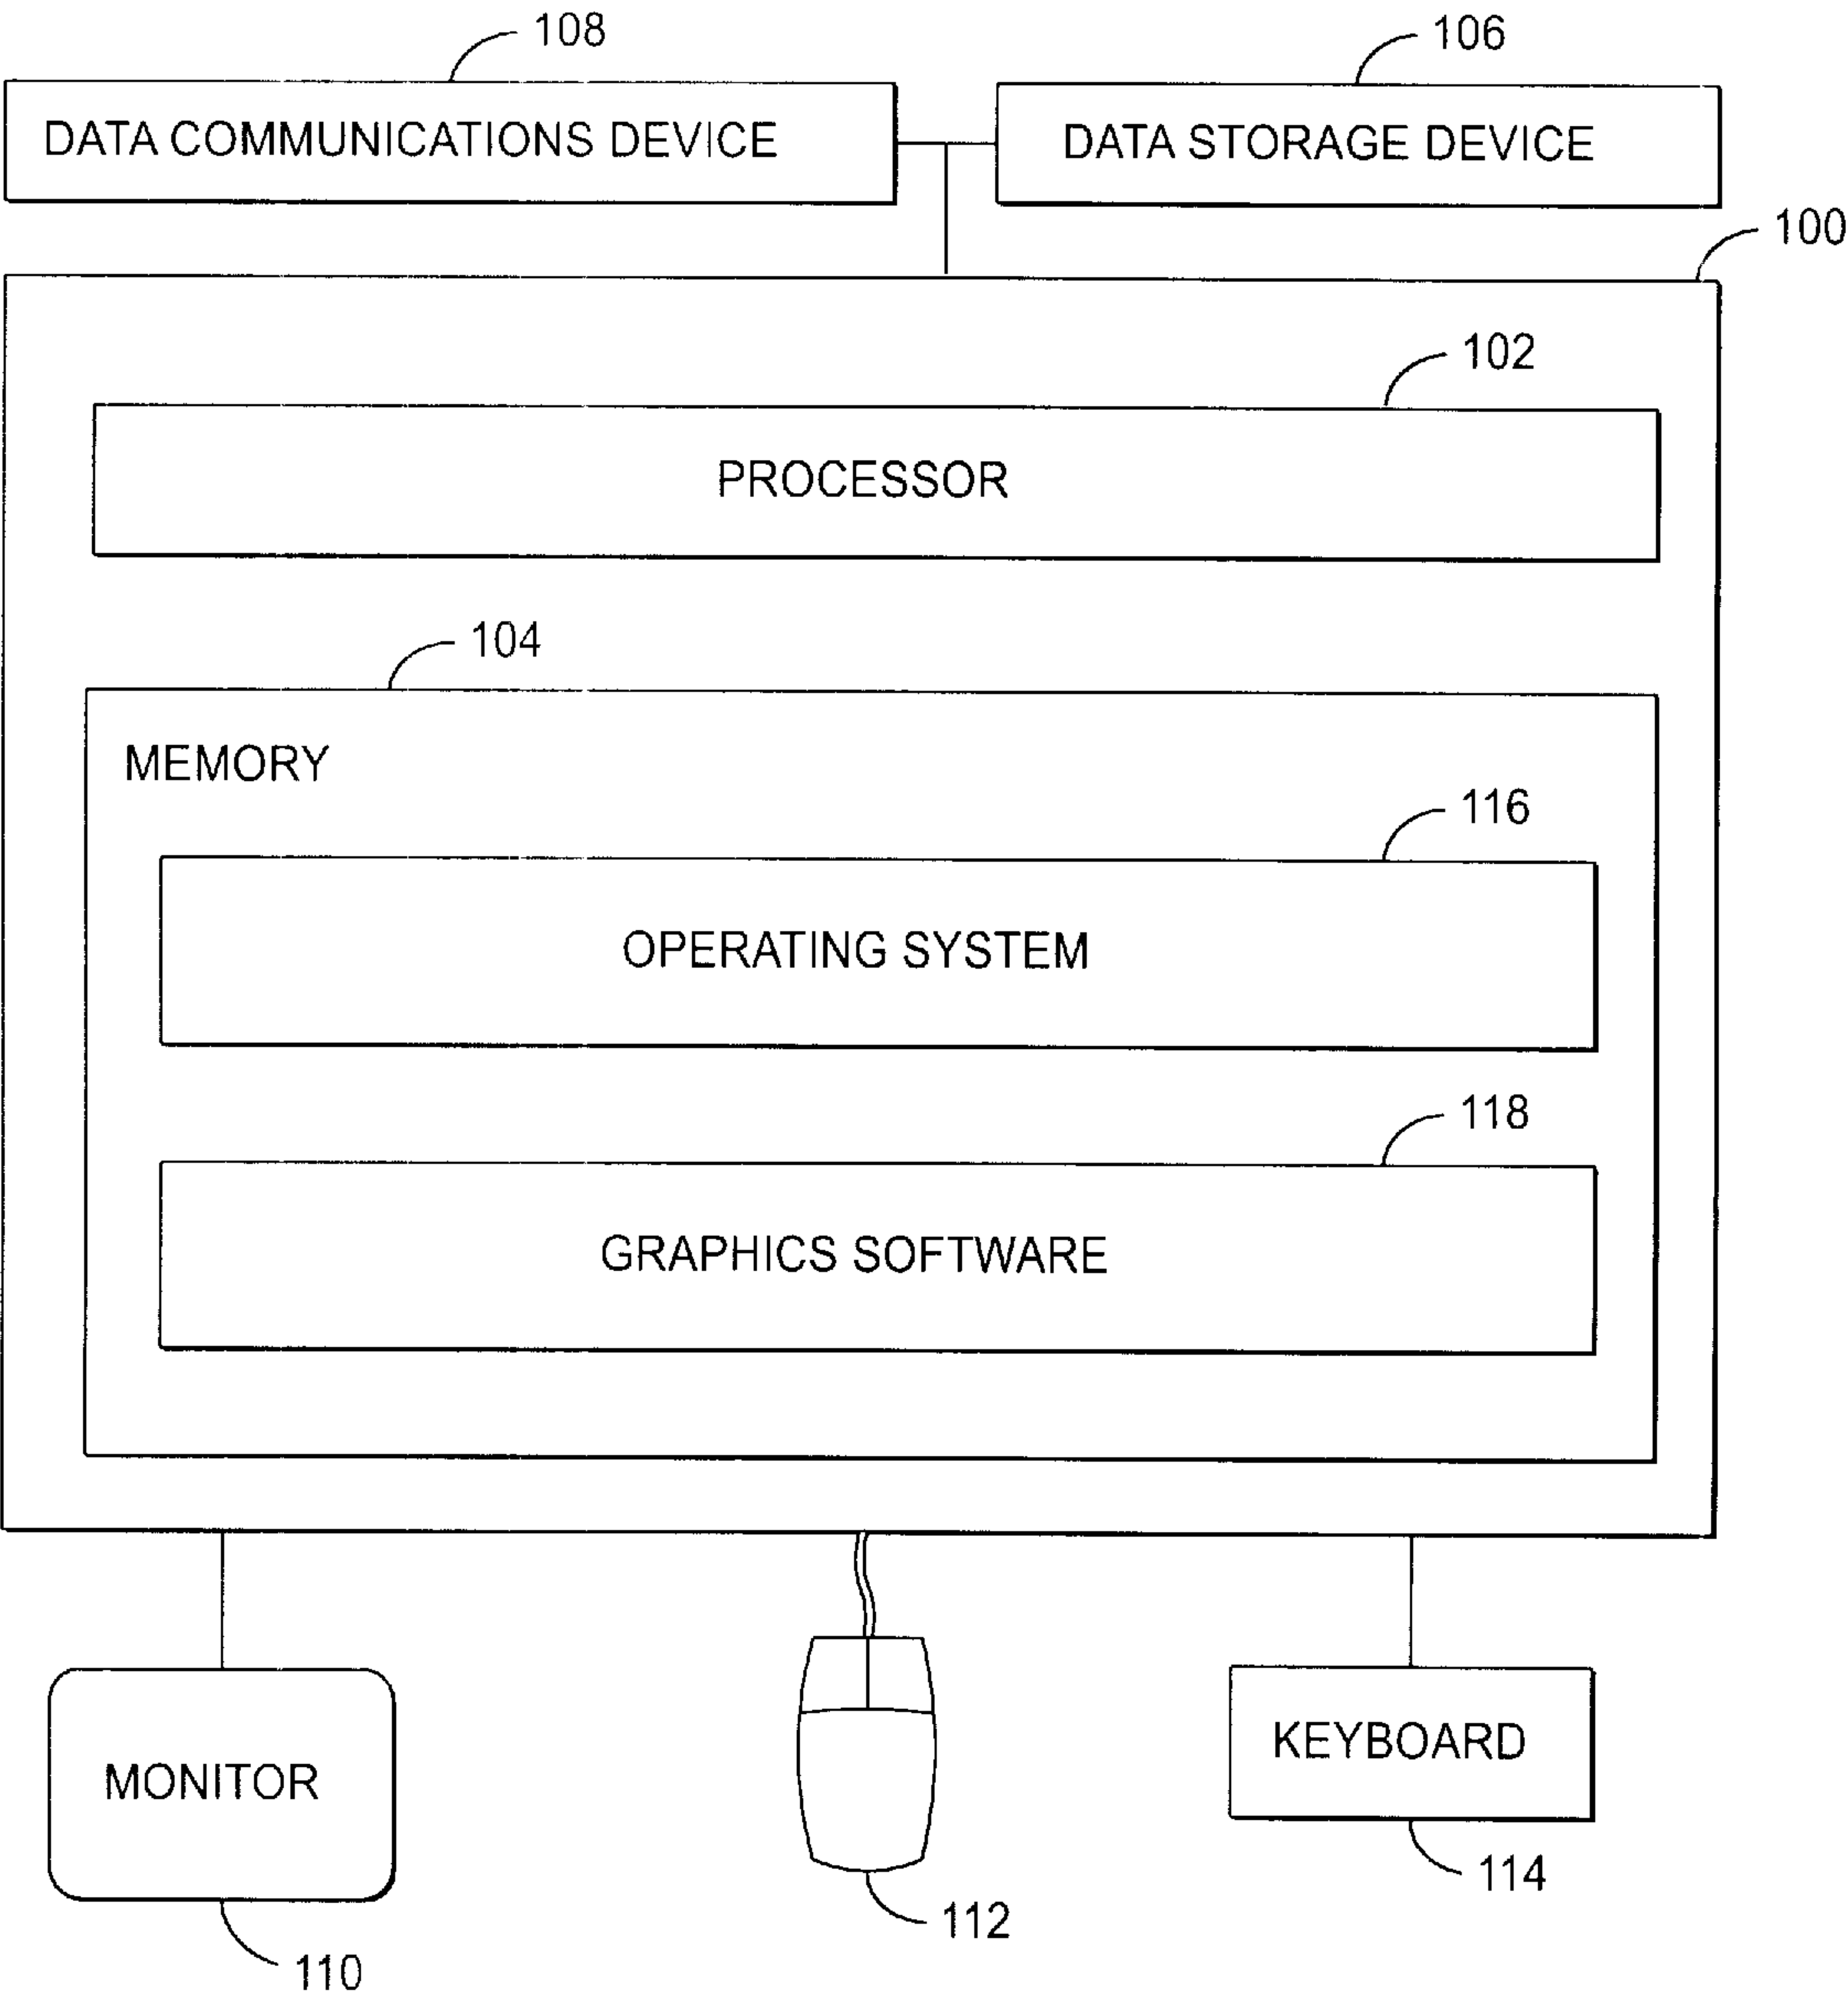 108
106
DATA COMMUNICATIONS DEVICE
DATA STORAGE DEVICE
100
102
PROCESSOR
104
MEMORY
116
OPERATING SYSTEM
118
GRAPHICS SOFTWARE
MONITOR
KEYBOARD
114
112
110